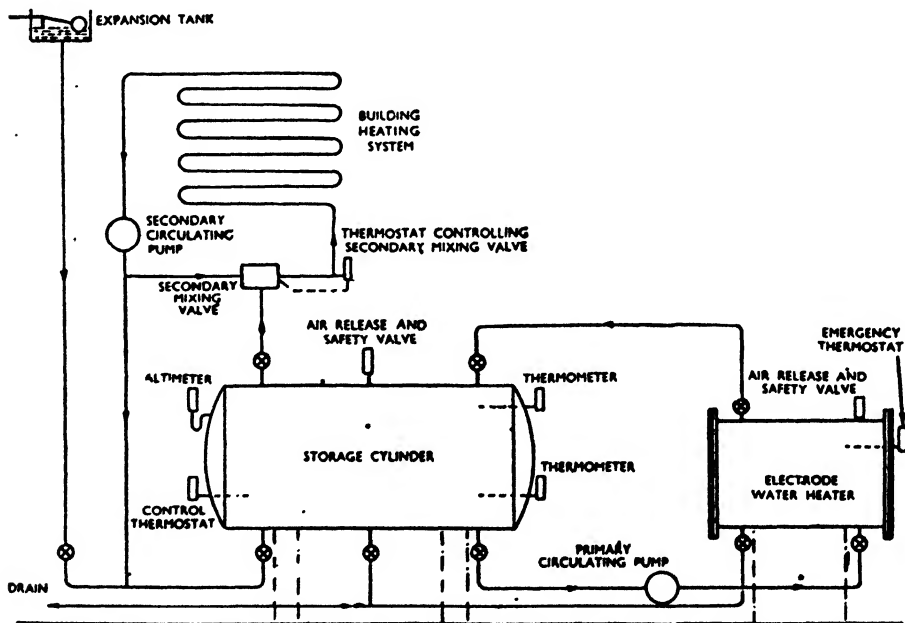 EXPANSION TANK
BUILDING
HEATING
SYSTEM
SECONDARY
CIRCULATING
PUMP
THERMOSTAT CONTROLLING
SECONDARY MIXING VALVE
SECONDARY
MIXING
VALVE
AIR RELEASE AND
SAFETY VALVE
EMERGENCY
THERMOSTAT
ALTIMETER
THERMOMETER
AIR RELEASE AND
SAFETY VALVE
STORAGE CYLINDER
THERMOMETER
ELECTRODE
WATER HEATER
CONTROL
THERMOSTAT
PRIMARY
CIRCULATING PUMP
DRAIN